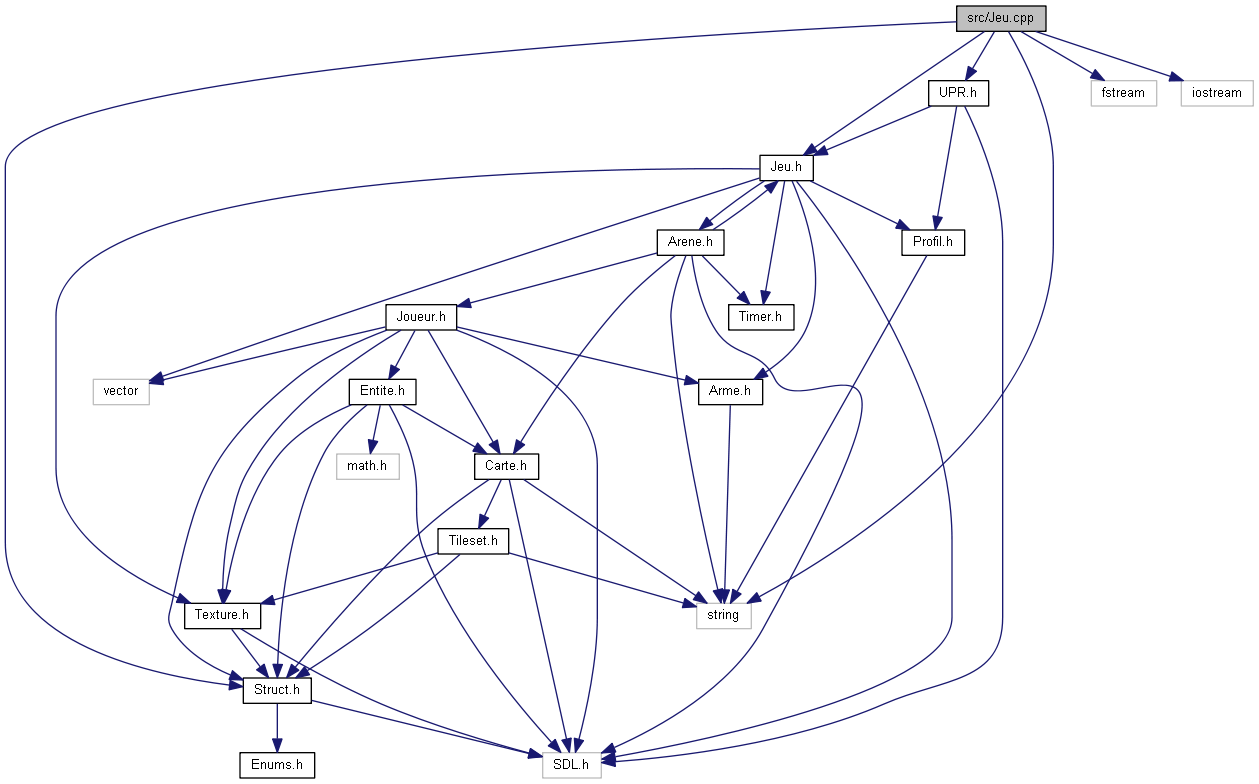 src/Jeu.cpp
UPR.h
fstream
iostream
Jeu.h
Arene.h
Profil.h
Joueur.h
Timer.h
vector
Entite.h
Arme.h
math.h
Carte.h
Tileset.h
Texture.h
string
Struct.h
Enums.h
SDL.h